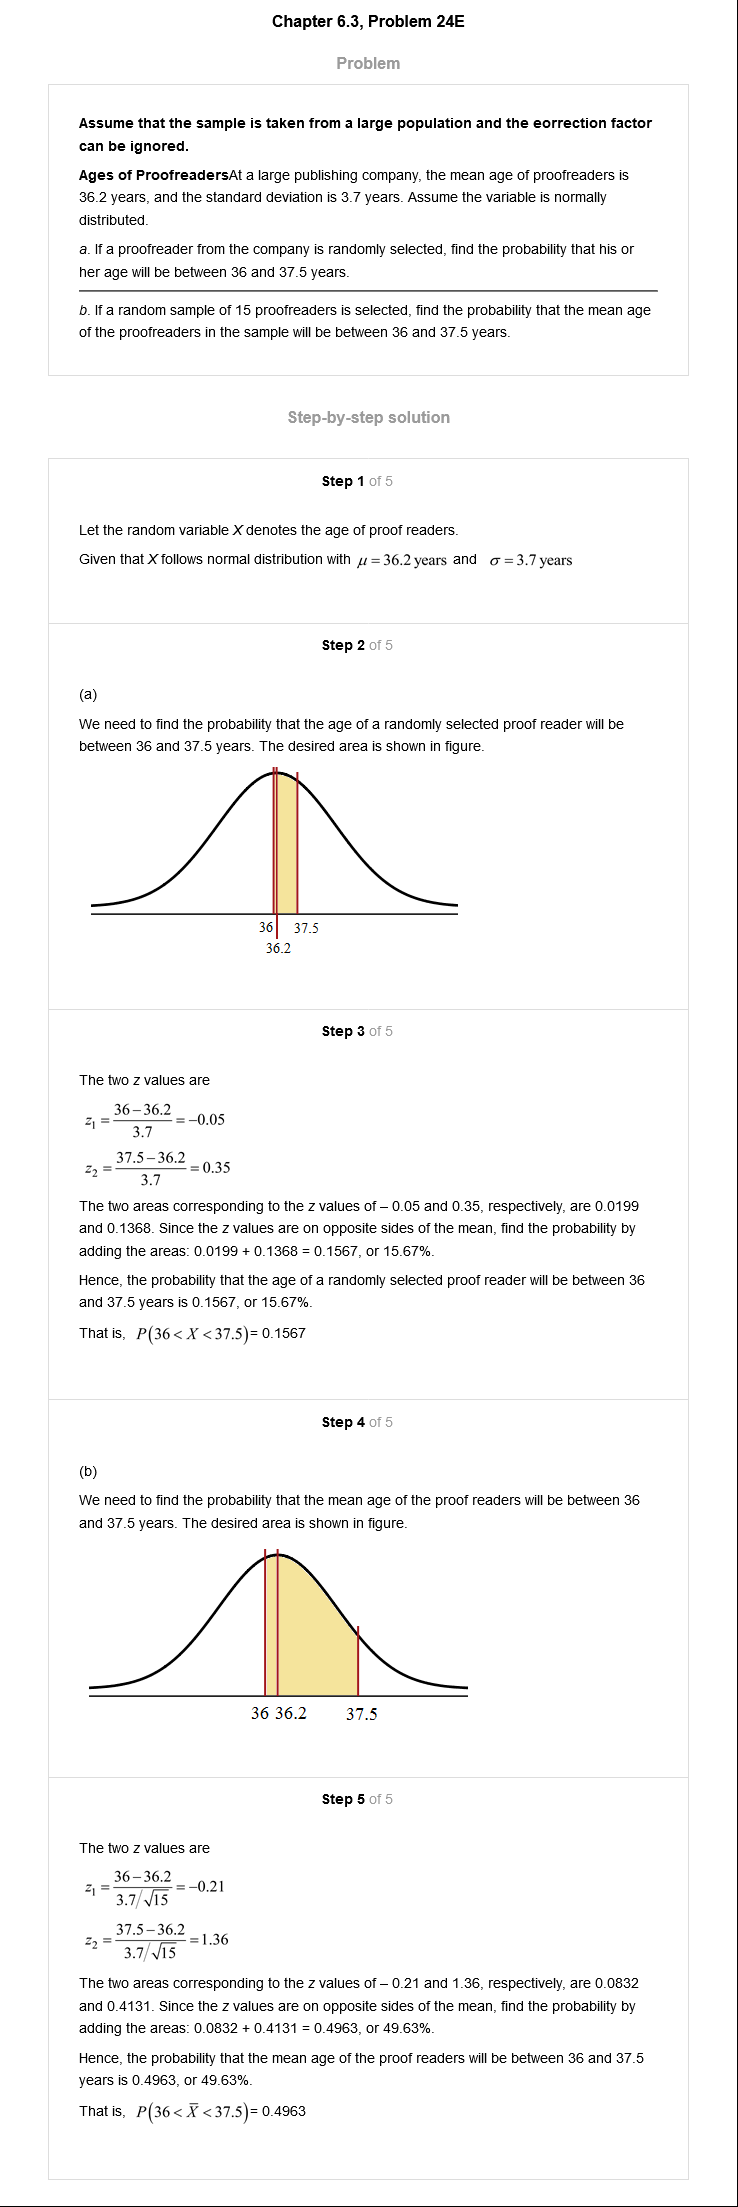 Chapter 6.3, Problem 24E
Problem
Assume that the sample is taken from a large population and the eorrection factor
can be ignored.
Ages of ProofreadersAt a large publishing company, the mean age of proofreaders is
36.2 years, and the standard deviation is 3.7 years. Assume the variable is normally
distributed.
a. If a proofreader from the company is randomly selected, find the probability that his or
her age will be between 36 and 37.5 years.
b. If a random sample of 15 proofreaders is selected, find the probability that the mean age
of the proofreaders in the sample will be between 36 and 37.5 years.
Step-by-step solution
Step 1 of 5
Let the random variable X denotes the age of proof readers.
Given that X follows normal distribution with μ = 36.2 years and σ = 3.7 years
Step 2 of 5
(a)
We need to find the probability that the age of a randomly selected proof reader will be
between 36 and 37.5 years. The desired area is shown in figure.
36 37.5
36.2
Step 3 of 5
The two z values are
z₁ = (36 – 36.2)/3.7 = –0.05
z₂ = (37.5 – 36.2)/3.7 = 0.35
The two areas corresponding to the z values of – 0.05 and 0.35, respectively, are 0.0199
and 0.1368. Since the z values are on opposite sides of the mean, find the probability by
adding the areas: 0.0199 + 0.1368 = 0.1567, or 15.67%.
Hence, the probability that the age of a randomly selected proof reader will be between 36
and 37.5 years is 0.1567, or 15.67%.
That is, P(36 < X < 37.5)= 0.1567
Step 4 of 5
(b)
We need to find the probability that the mean age of the proof readers will be between 36
and 37.5 years. The desired area is shown in figure.
36 36.2 37.5
Step 5 of 5
The two z values are
z₁ = (36 – 36.2)/(3.7/√15) = –0.21
z₂ = (37.5 – 36.2)/(3.7/√15) = 1.36
The two areas corresponding to the z values of – 0.21 and 1.36, respectively, are 0.0832
and 0.4131. Since the z values are on opposite sides of the mean, find the probability by
adding the areas: 0.0832 + 0.4131 = 0.4963, or 49.63%.
Hence, the probability that the mean age of the proof readers will be between 36 and 37.5
years is 0.4963, or 49.63%.
That is, P(36 < X̄ < 37.5)= 0.4963